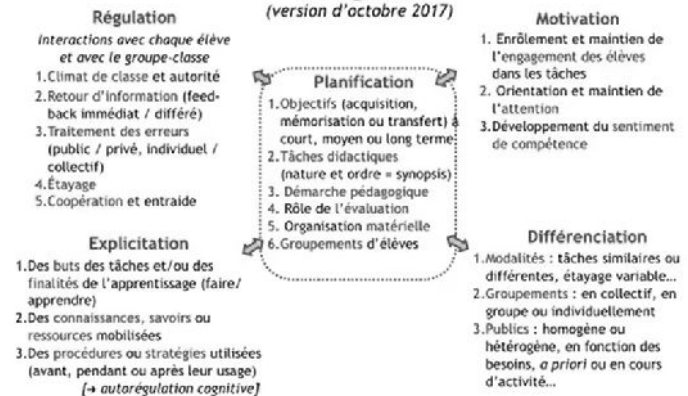 (version d'octobre 2017)
Régulation
Interactions avec chaque élève
et avec le groupe-classe
1.Climat de classe et autorité
2.Retour d'information (feed-
back immédiat / différé)
3.Traitement des erreurs
(public / privé, individuel /
collectif)
4.Étayage
5.Coopération et entraide
Motivation
1. Enrôlement et maintien de
l'engagement des élèves
dans les tâches
2. Orientation et maintien de
l'attention
3.Développement du sentiment
de compétence
Planification
1.Objectifs (acquisition,
mémorisation ou transfert) à
court, moyen ou long terme
2.Tâches didactiques
(nature et ordre = synopsis)
3. Démarche pédagogique
4. Rôle de l'évaluation
5. Organisation matérielle
6.Groupements d'élèves
Explicitation
1.Des buts des tâches et/ou des
finalités de l'apprentissage (faire/
apprendre)
2.Des connaissances, savoirs ou
ressources mobilisées
3.Des procédures ou stratégies utilisées
(avant, pendant ou après leur usage)
[→ autorégulation cognitive]
Différenciation
1.Modalités : tâches similaires ou
différentes, étayage variable...
2.Groupements : en collectif, en
groupe ou individuellement
3.Publics : homogène ou
hétérogène, en fonction des
besoins, a priori ou en cours
d'activité...